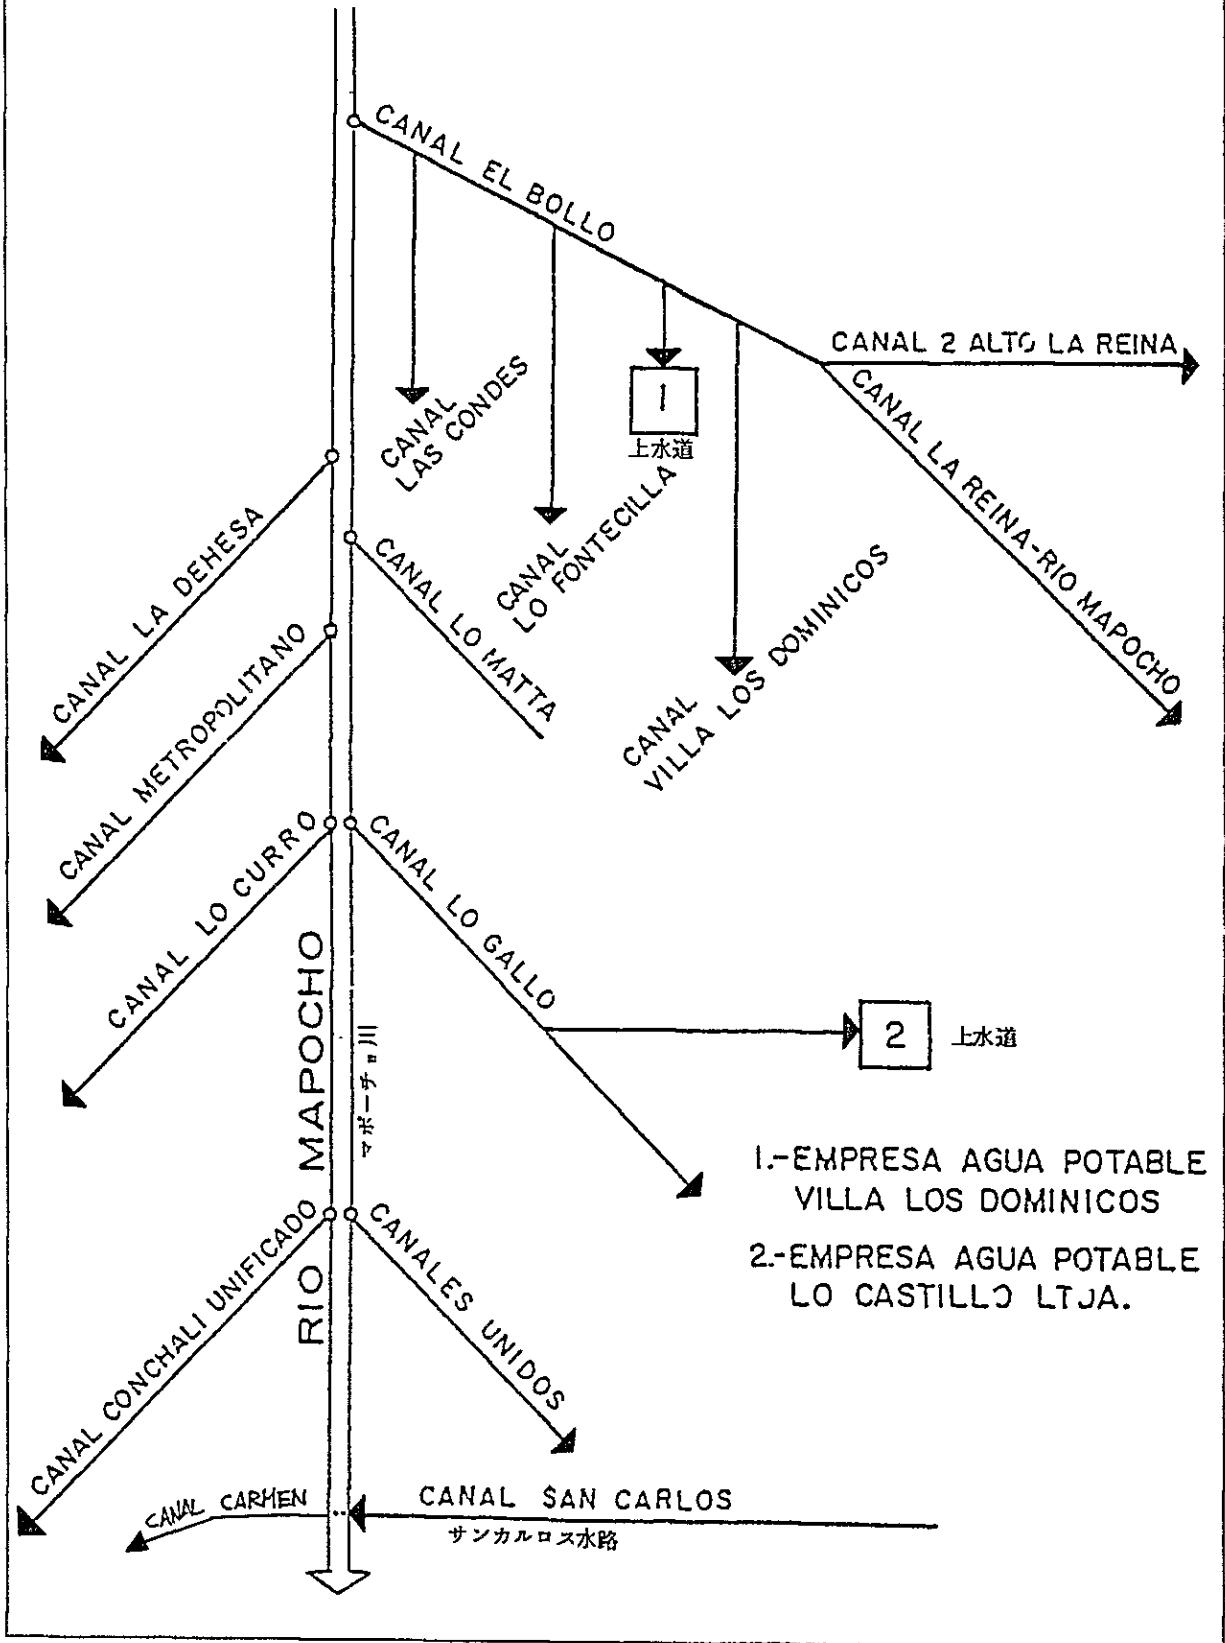 CANAL EL BOLLO
CANAL 2 ALTO LA REINA
CANAL LA REINA-RIO MAPOCHO
CANAL
LAS CONDES
1
上水道
CANAL
LO FONTECILLA
CANAL
VILLA LOS DOMINICOS
CANAL LA DEHESA
CANAL LO MATTA
CANAL METROPOLITANO
CANAL LO CURRO
CANAL LO GALLO
RIO MAPOCHO
マポーチョ川
2
上水道
1.-EMPRESA AGUA POTABLE
VILLA LOS DOMINICOS
2.-EMPRESA AGUA POTABLE
LO CASTILLO
CANAL CONCHALI UNIFICADO
CANALES UNIDOS
CANAL CARMEN
CANAL SAN CARLOS
サンカルロス水路